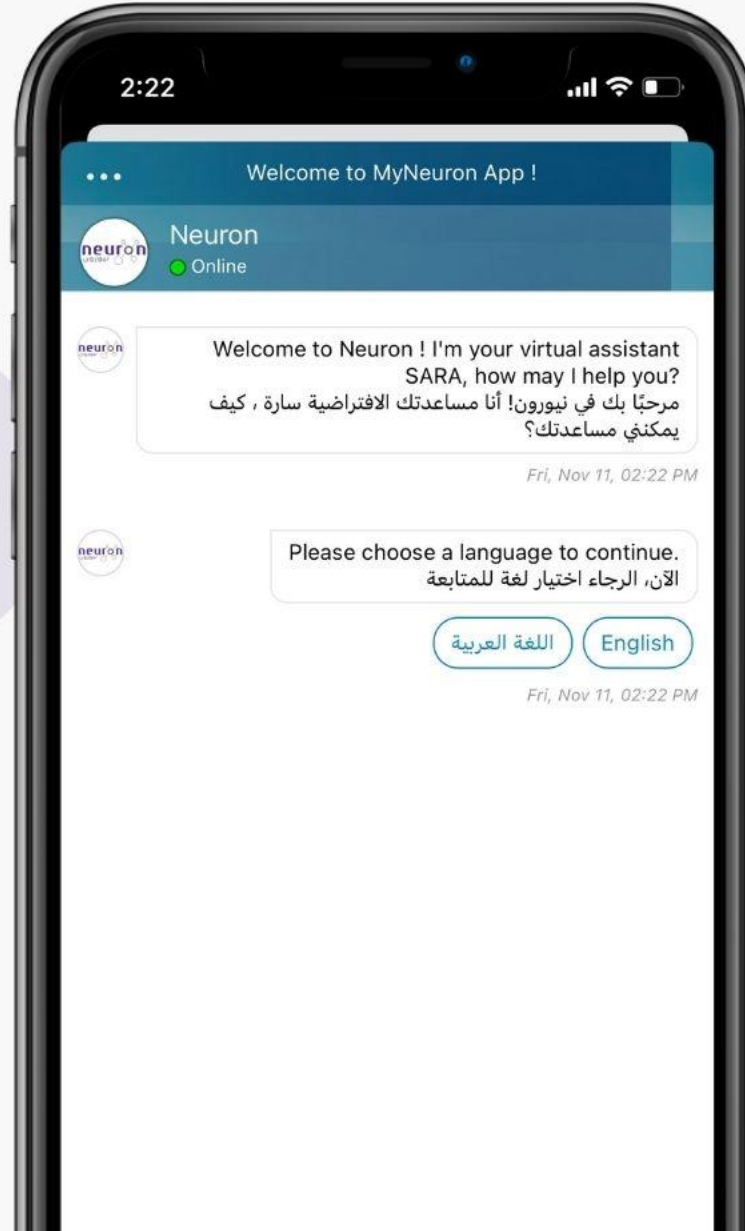 2:22
Welcome to MyNeuron App !
neuron
Neuron
Online
neuron
Welcome to Neuron ! I'm your virtual assistant
SARA, how may I help you?
مرحبًا بك في نيورون! أنا مساعدتك الافتراضية سارة ، كيف
يمكنني مساعدتك؟
Fri, Nov 11, 02:22 PM
neuron
Please choose a language to continue.
الآن، الرجاء اختيار لغة للمتابعة
اللغة العربية
English
Fri, Nov 11, 02:22 PM